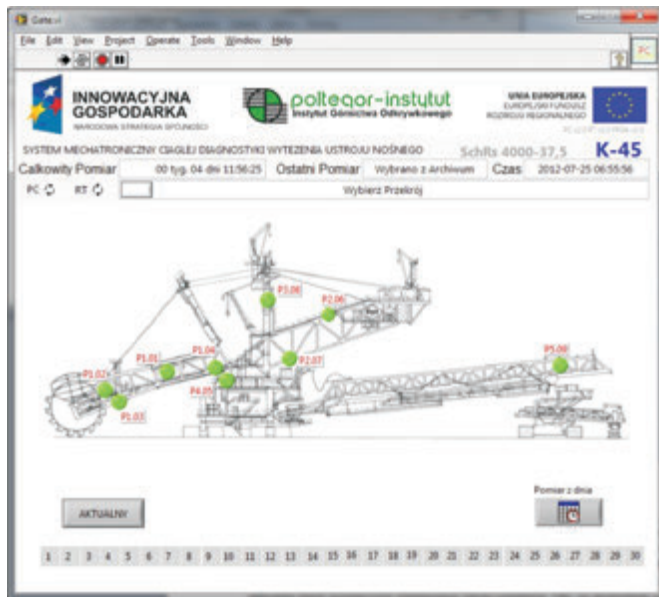 Gate.vi
File Edit View Project Operate Tools Window Help
PC
INNOWACYJNA
GOSPODARKA
NARODOWA STRATEGIA SPÓJNOŚCI
poltegor-instytut
Instytut Górnictwa Odkrywkowego
UNIA EUROPEJSKA
EUROPEJSKI FUNDUSZ
ROZWOJU REGIONALNEGO
SYSTEM MECHATRONICZNY CIĄGŁEJ DIAGNOSTYKI WYTĘŻENIA USTROJU NOŚNEGO
SchRs 4000-37,5 K-45
Całkowity Pomiar 00 tyg. 04 dni 11:56:25 Ostatni Pomiar Wybrano z Archiwum Czas 2012-07-25 06:55:56
PC RT Wybierz Przekrój
P3.08
P2.06
P1.04
P1.01
P2.07
P5.09
P1.02
P4.05
P1.03
Pomiar z dnia
AKTUALNY
1 2 3 4 5 6 7 8 9 10 11 12 13 14 15 16 17 18 19 20 21 22 23 24 25 26 27 28 29 30